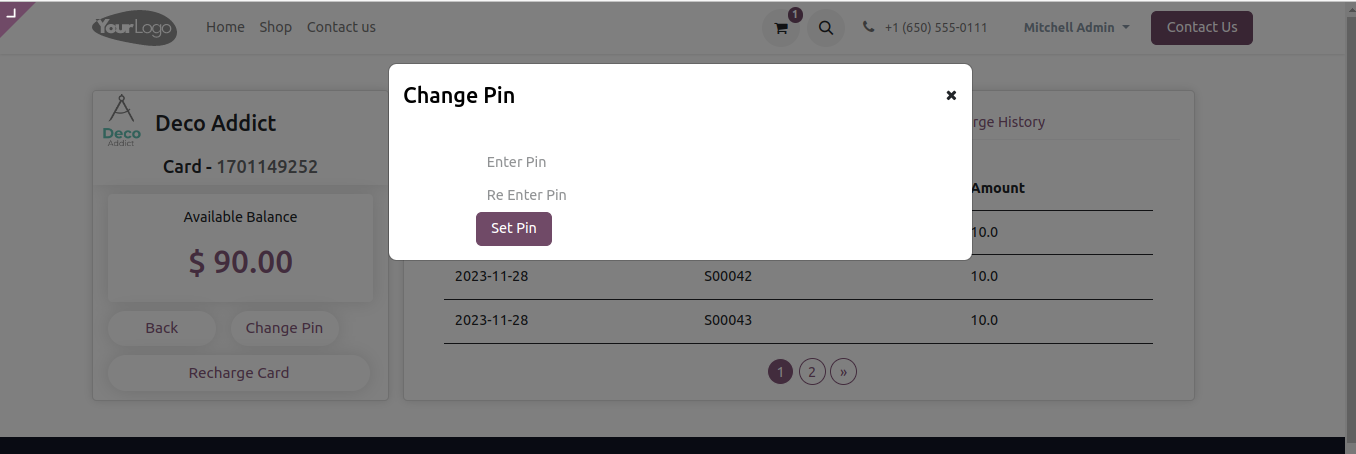 YourLogo Home Shop Contact us 1 +1 (650) 555-0111 Mitchell Admin Contact Us
Change Pin
Enter Pin
Re Enter Pin
Set Pin
Deco
Addict
Deco Addict
Card - 1701149252
Available Balance
$ 90.00
Back Change Pin
Recharge Card
rge History
Amount
10.0
2023-11-28 S00042 10.0
2023-11-28 S00043 10.0
1 2 »